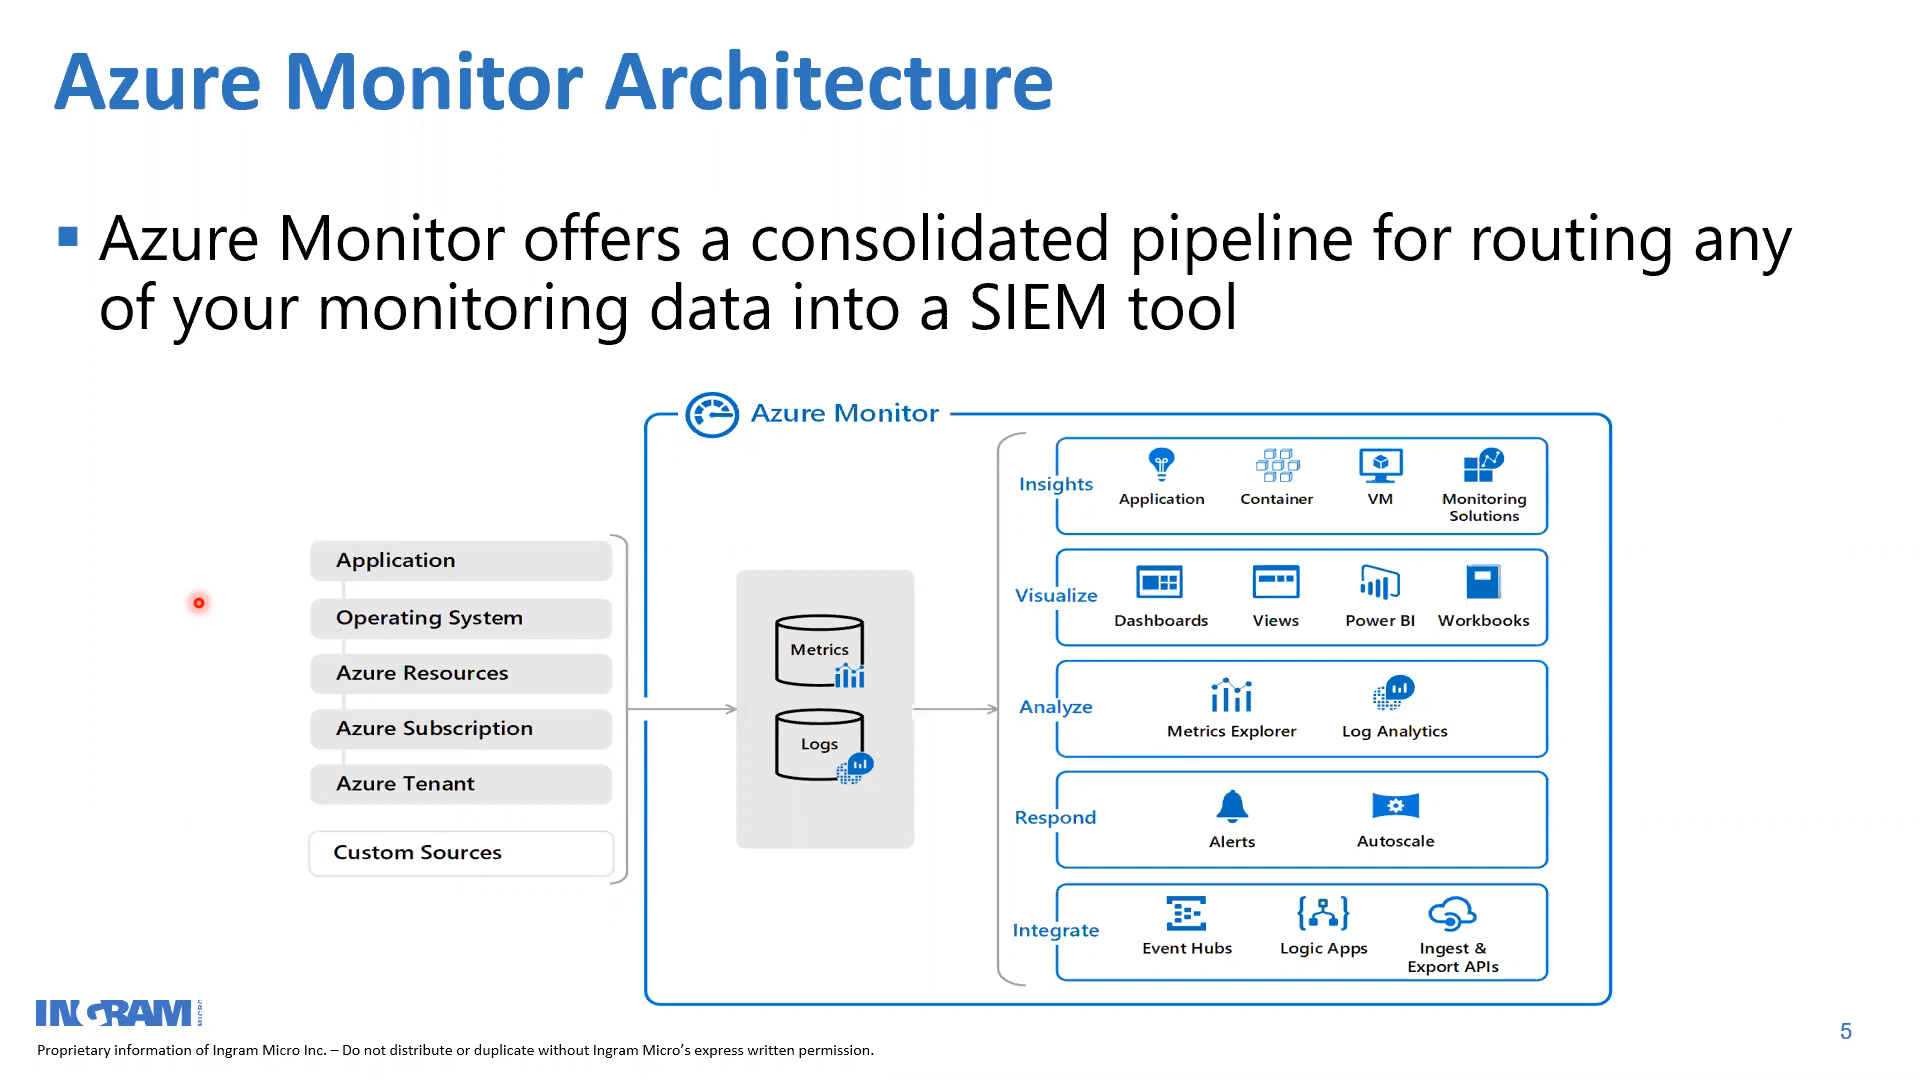 Azure Monitor Architecture
▪ Azure Monitor offers a consolidated pipeline for routing any
of your monitoring data into a SIEM tool
Azure Monitor
Application
Operating System
Azure Resources
Azure Subscription
Azure Tenant
Custom Sources
Metrics
Logs
Insights
Application
Container
VM
Monitoring
Solutions
Visualize
Dashboards
Views
Power BI
Workbooks
Analyze
Metrics Explorer
Log Analytics
Respond
Alerts
Autoscale
Integrate
Event Hubs
Logic Apps
Ingest &
Export APIs
INGRAM MICRO
Proprietary information of Ingram Micro Inc. – Do not distribute or duplicate without Ingram Micro's express written permission.
5